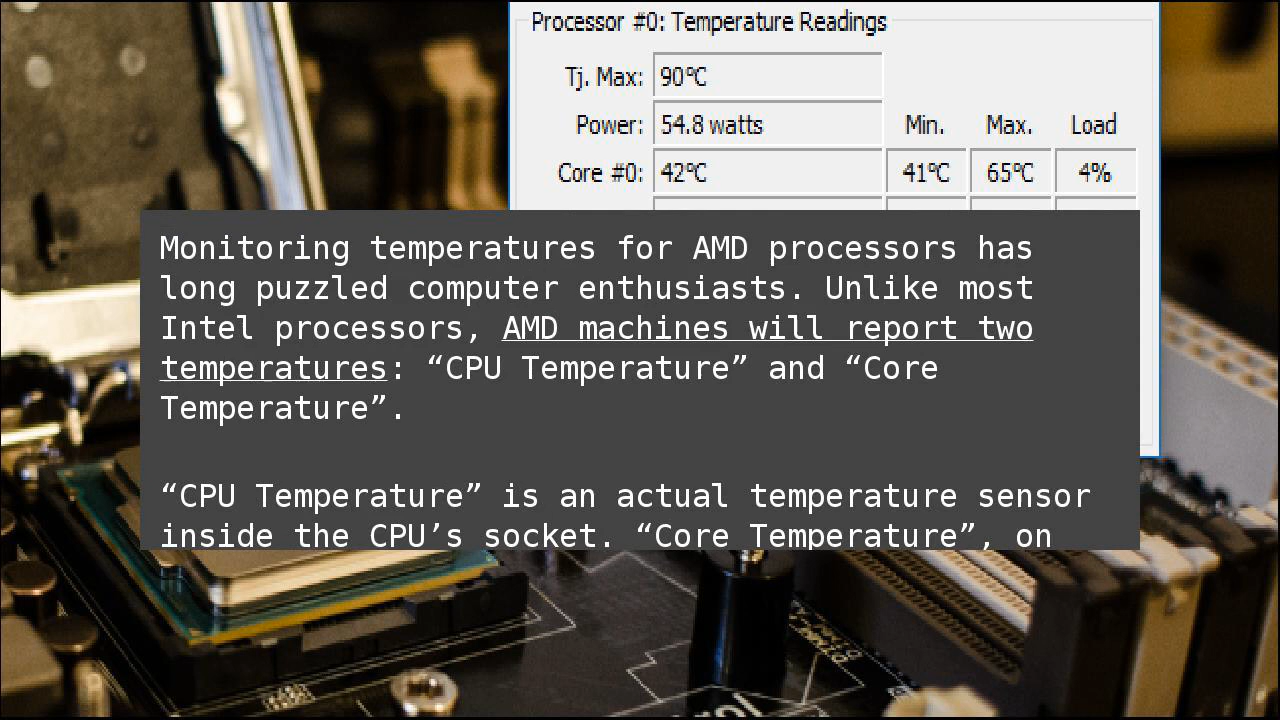 Processor #0: Temperature Readings
Tj. Max: 90°C
Power: 54.8 watts Min. Max. Load
Core #0: 42°C 41°C 65°C 4%
Monitoring temperatures for AMD processors has
long puzzled computer enthusiasts. Unlike most
Intel processors, AMD machines will report two
temperatures: “CPU Temperature” and “Core
Temperature”.
“CPU Temperature” is an actual temperature sensor
inside the CPU’s socket. “Core Temperature”, on